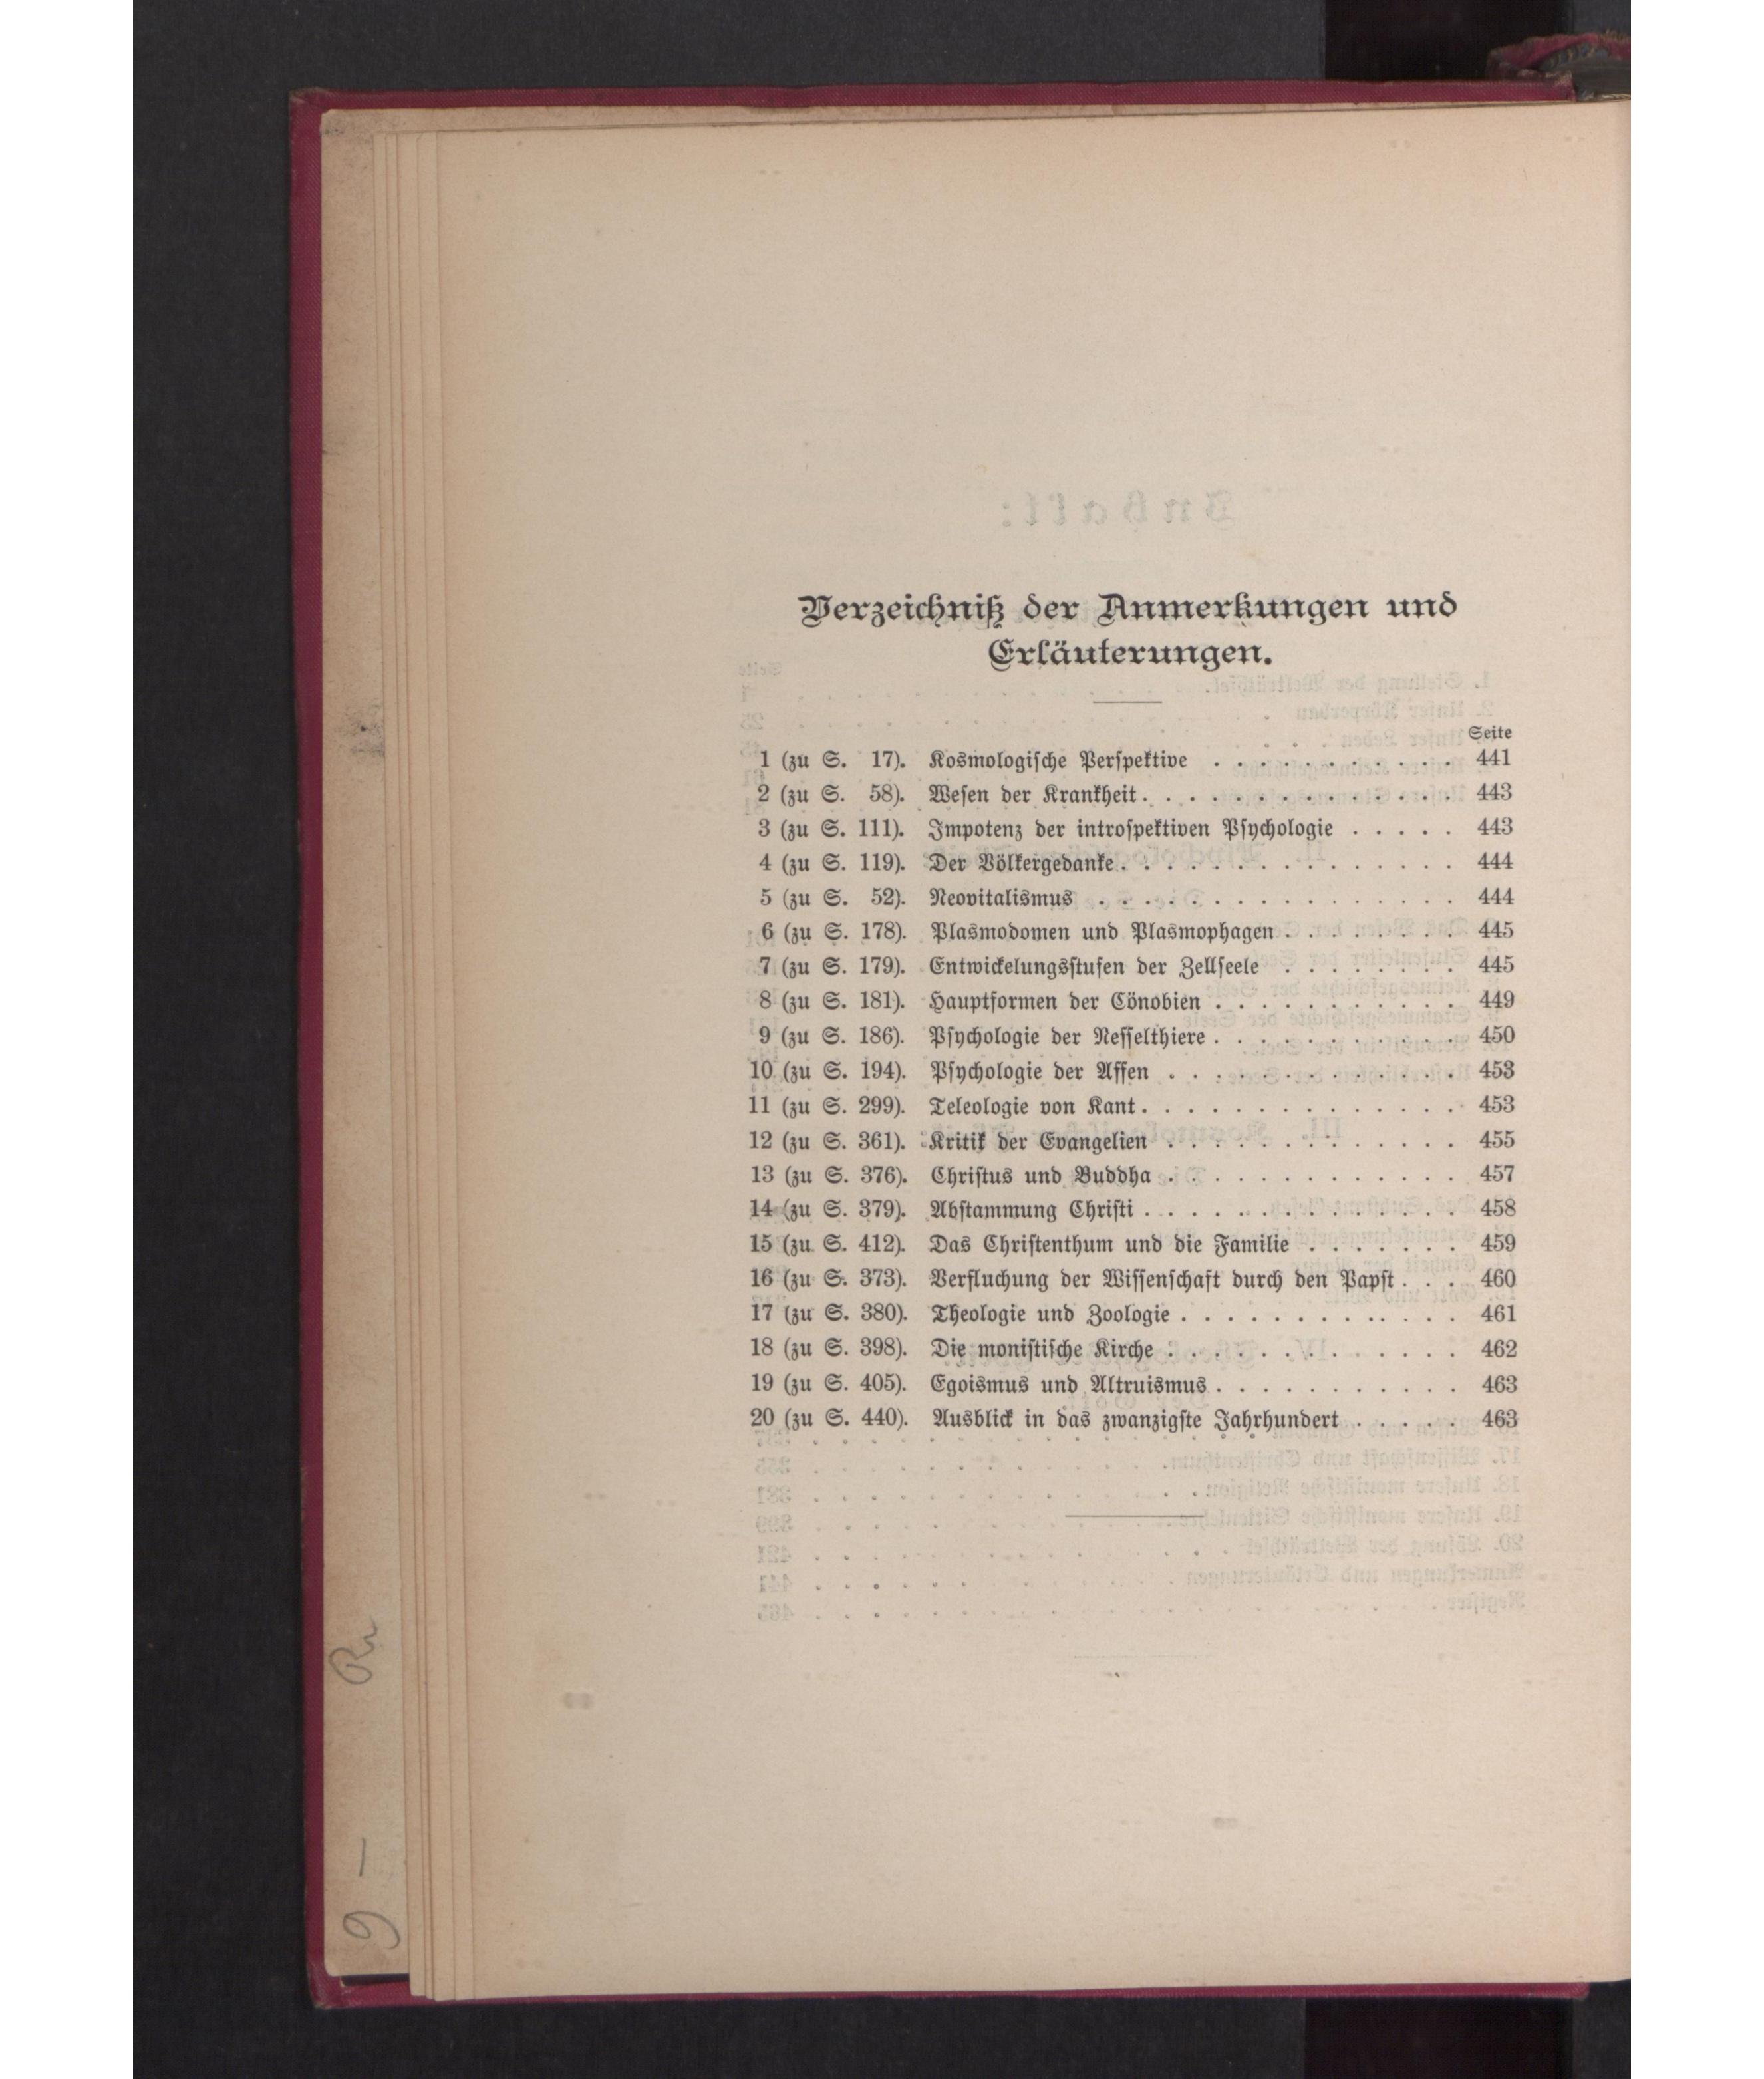 Verzeichniß der Anmerkungen und
Erläuterungen.
Seite
1 (zu S. 17). Kosmologische Perspektive . . . . . . . . . . . 441
2 (zu S. 58). Wesen der Krankheit . . . . . . . . . . . . . . 443
3 (zu S. 111). Impotenz der introspektiven Psychologie . . . . . 443
4 (zu S. 119). Der Völkergedanke . . . . . . . . . . . . . . . 444
5 (zu S. 52). Neovitalismus . . . . . . . . . . . . . . . . 444
6 (zu S. 178). Plasmodomen und Plasmophagen . . . . . . . . 445
7 (zu S. 179). Entwickelungsstufen der Zellseele . . . . . . . . 445
8 (zu S. 181). Hauptformen der Cönobien . . . . . . . . . . . 449
9 (zu S. 186). Psychologie der Nesselthiere . . . . . . . . . . . 450
10 (zu S. 194). Psychologie der Affen . . . . . . . . . . . . . 453
11 (zu S. 299). Teleologie von Kant . . . . . . . . . . . . . . 453
12 (zu S. 361). Kritik der Evangelien . . . . . . . . . . . . . 455
13 (zu S. 376). Christus und Buddha . . . . . . . . . . . . . 457
14 (zu S. 379). Abstammung Christi . . . . . . . . . . . . . . 458
15 (zu S. 412). Das Christenthum und die Familie . . . . . . . 459
16 (zu S. 373). Verfluchung der Wissenschaft durch den Papst . . . 460
17 (zu S. 380). Theologie und Zoologie . . . . . . . . . . . . . 461
18 (zu S. 398). Die monistische Kirche . . . . . . . . . . . . . 462
19 (zu S. 405). Egoismus und Altruismus . . . . . . . . . . . 463
20 (zu S. 440). Ausblick in das zwanzigste Jahrhundert . . . . . 463